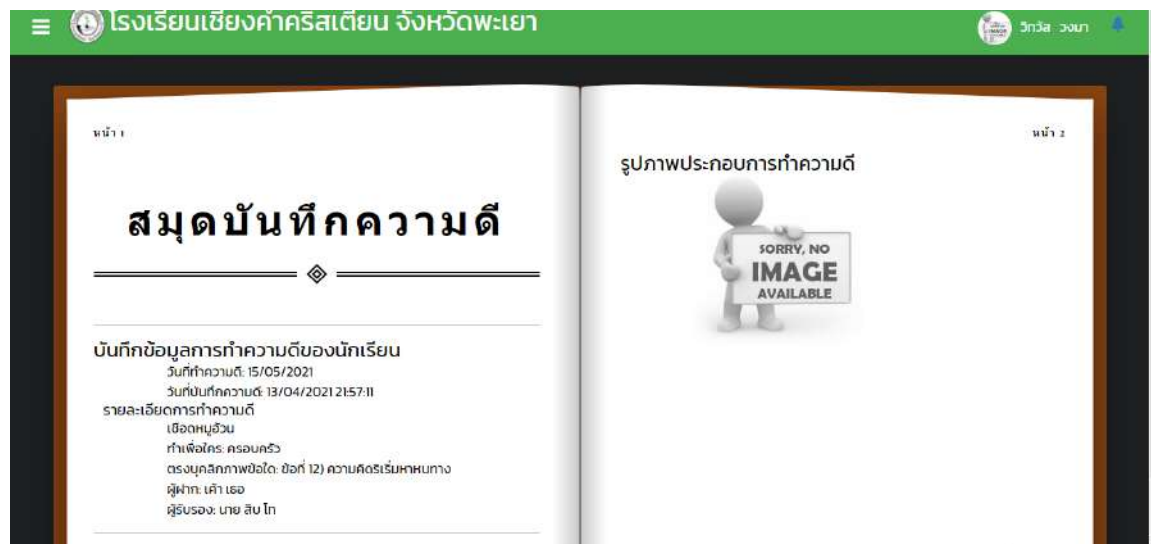 โรงเรียนเชียงคำคริสเตียน จังหวัดพะเยา
วิทวัส วงมา
หน้า 1
สมุดบันทึกความดี
บันทึกข้อมูลการทำความดีของนักเรียน
วันที่ทำความดี: 15/05/2021
วันที่บันทึกความดี: 13/04/2021 21:57:11
รายละเอียดการทำความดี
เชือดหมูอ้วน
ทำเพื่อใคร: ครอบครัว
ตรงบุคลิกภาพข้อใด: ข้อที่ 12) ความคิดริเริ่มหาหนทาง
ผู้ฝาก: เค้า เธอ
ผู้รับรอง: นาย สิบ โท
หน้า 2
รูปภาพประกอบการทำความดี
SORRY, NO
IMAGE
AVAILABLE